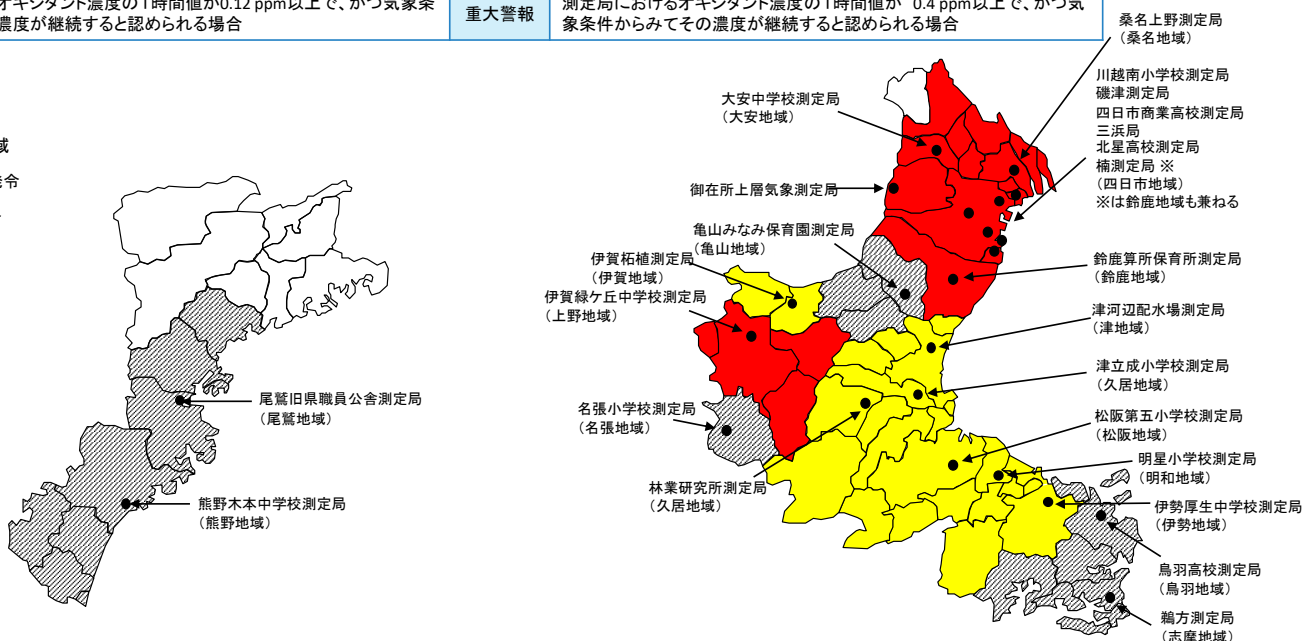 オキシダント濃度の1時間値が0.12 ppm以上で、かつ気象条
濃度が継続すると認められる場合
重大警報
測定局におけるオキシダント濃度の1時間値が 0.4 ppm以上で、かつ気
象条件からみてその濃度が継続すると認められる場合
域
令
尾鷲旧県職員公舎測定局
(尾鷲地域)
熊野木本中学校測定局
(熊野地域)
桑名上野測定局
(桑名地域)
大安中学校測定局
(大安地域)
川越南小学校測定局
磯津測定局
四日市商業高校測定局
三浜局
北星高校測定局
楠測定局 ※
(四日市地域)
※は鈴鹿地域も兼ねる
御在所上層気象測定局
亀山みなみ保育園測定局
(亀山地域)
伊賀柘植測定局
(伊賀地域)
伊賀緑ケ丘中学校測定局
(上野地域)
鈴鹿算所保育所測定局
(鈴鹿地域)
津河辺配水場測定局
(津地域)
津立成小学校測定局
(久居地域)
名張小学校測定局
(名張地域)
松阪第五小学校測定局
(松阪地域)
林業研究所測定局
(久居地域)
明星小学校測定局
(明和地域)
伊勢厚生中学校測定局
(伊勢地域)
鳥羽高校測定局
(鳥羽地域)
鵜方測定局
(志摩地域)